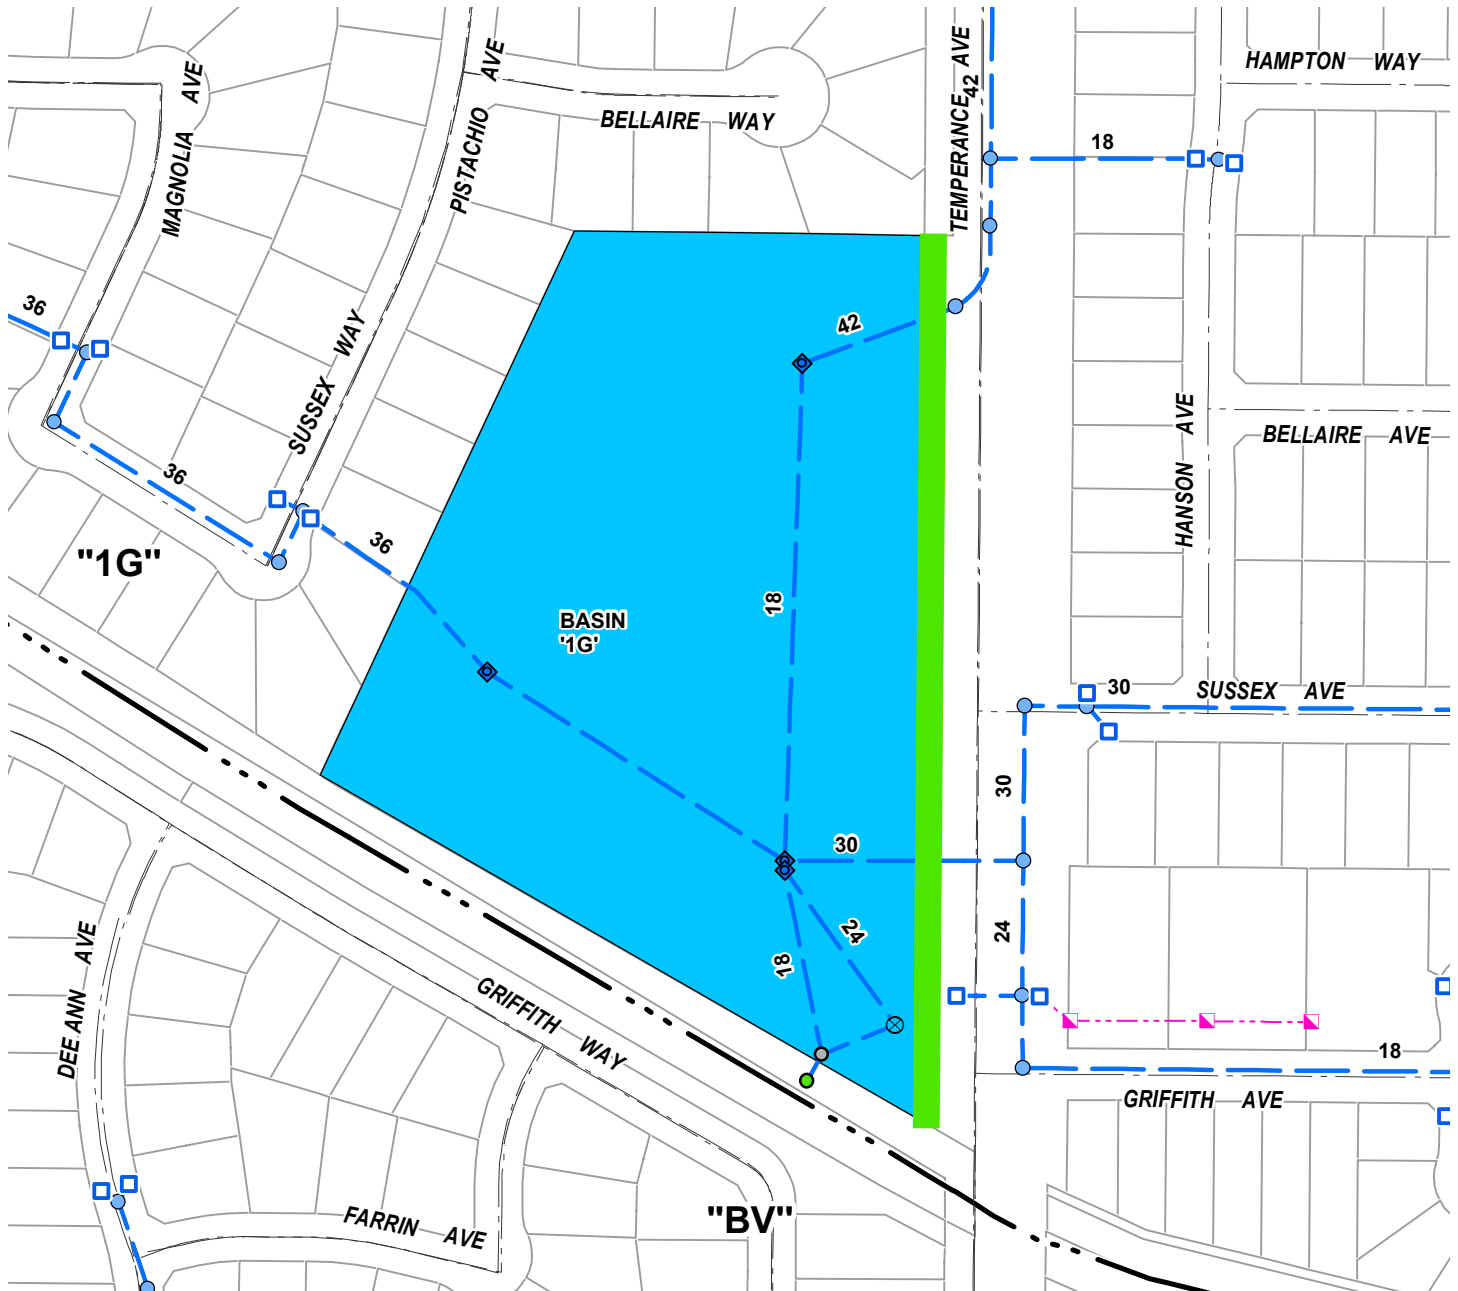 HAMPTON WAY
TEMPERANCE AVE
42
MAGNOLIA AVE
PISTACHIO AVE
BELLAIRE WAY
18
36
SUSSEX WAY
42
HANSON AVE
BELLAIRE AVE
36
36
"1G"
BASIN
'1G'
18
30
SUSSEX AVE
30
30
24
24
18
DEE ANN AVE
GRIFFITH WAY
18
GRIFFITH AVE
FARRIN AVE
"BV"